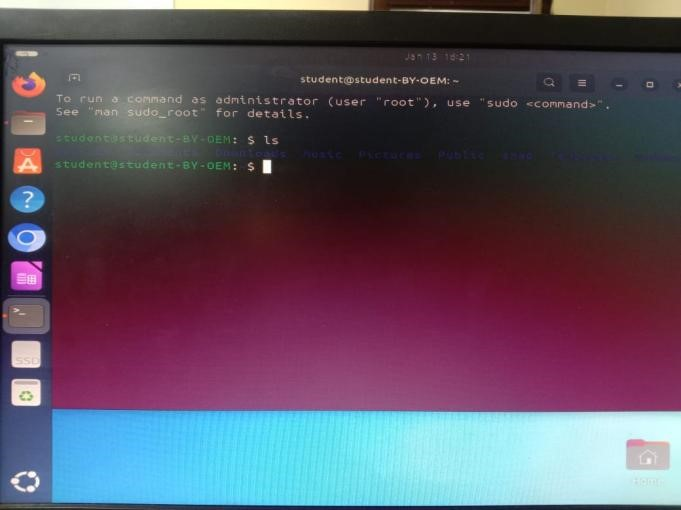 Jan 13 16:21
student@student-BY-OEM: ~
To run a command as administrator (user "root"), use "sudo <command>".
See "man sudo_root" for details.
student@student-BY-OEM: $ ls
Downloads Music Pictures Public snap Templates
student@student-BY-OEM: $
SSD
Home